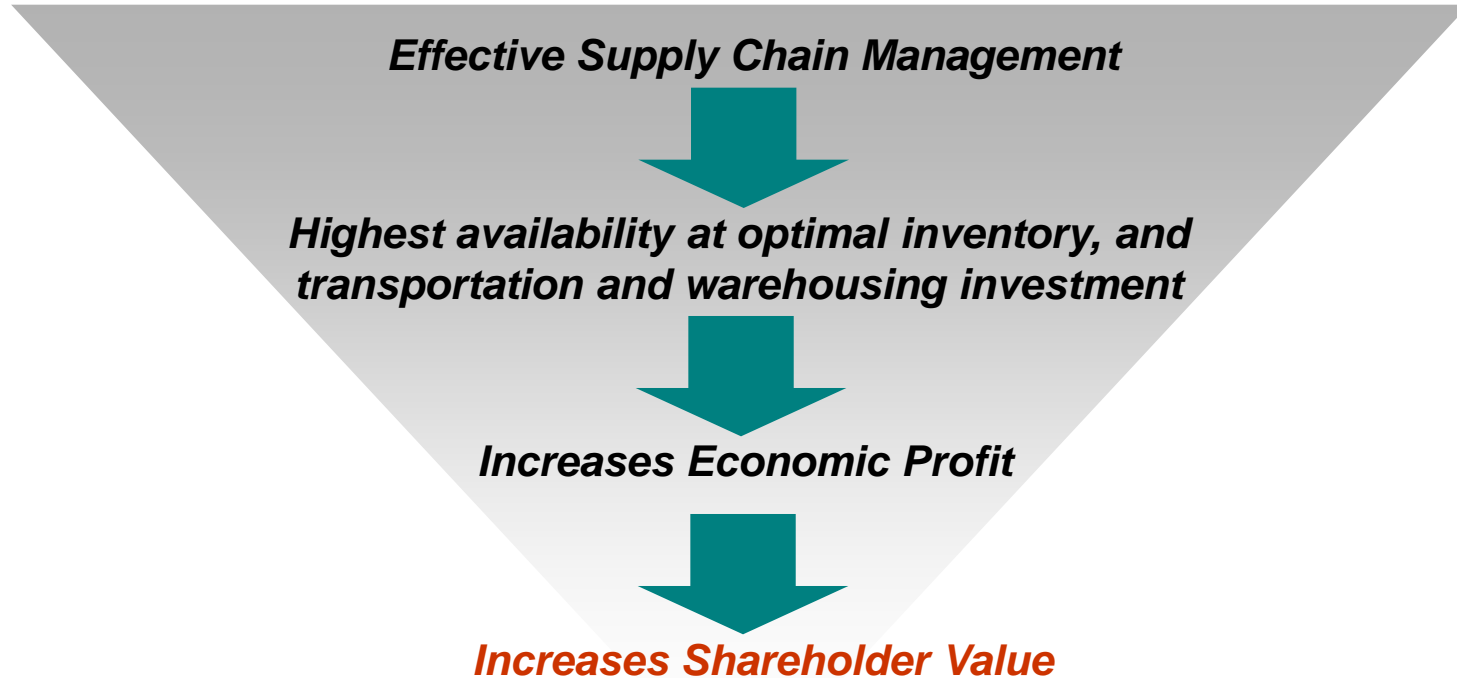 Effective Supply Chain Management
Highest availability at optimal inventory, and
transportation and warehousing investment
Increases Economic Profit
Increases Shareholder Value